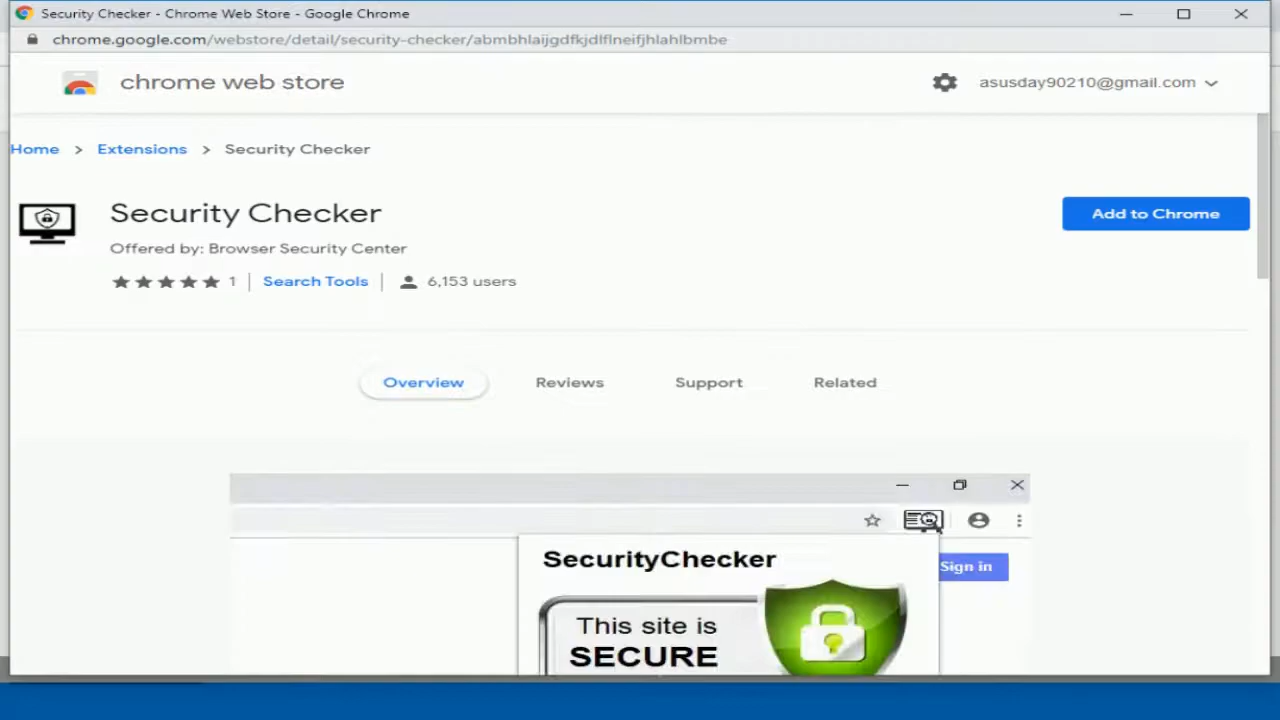 Security Checker - Chrome Web Store - Google Chrome
chrome.google.com/webstore/detail/security-checker/abmbhlaijgdfkjdlflneifjhlahlbmbe
chrome web store
asusday90210@gmail.com
Home > Extensions > Security Checker
Security Checker
Add to Chrome
Offered by: Browser Security Center
1 | Search Tools | 6,153 users
Overview
Reviews
Support
Related
SecurityChecker
Sign in
This site is
SECURE